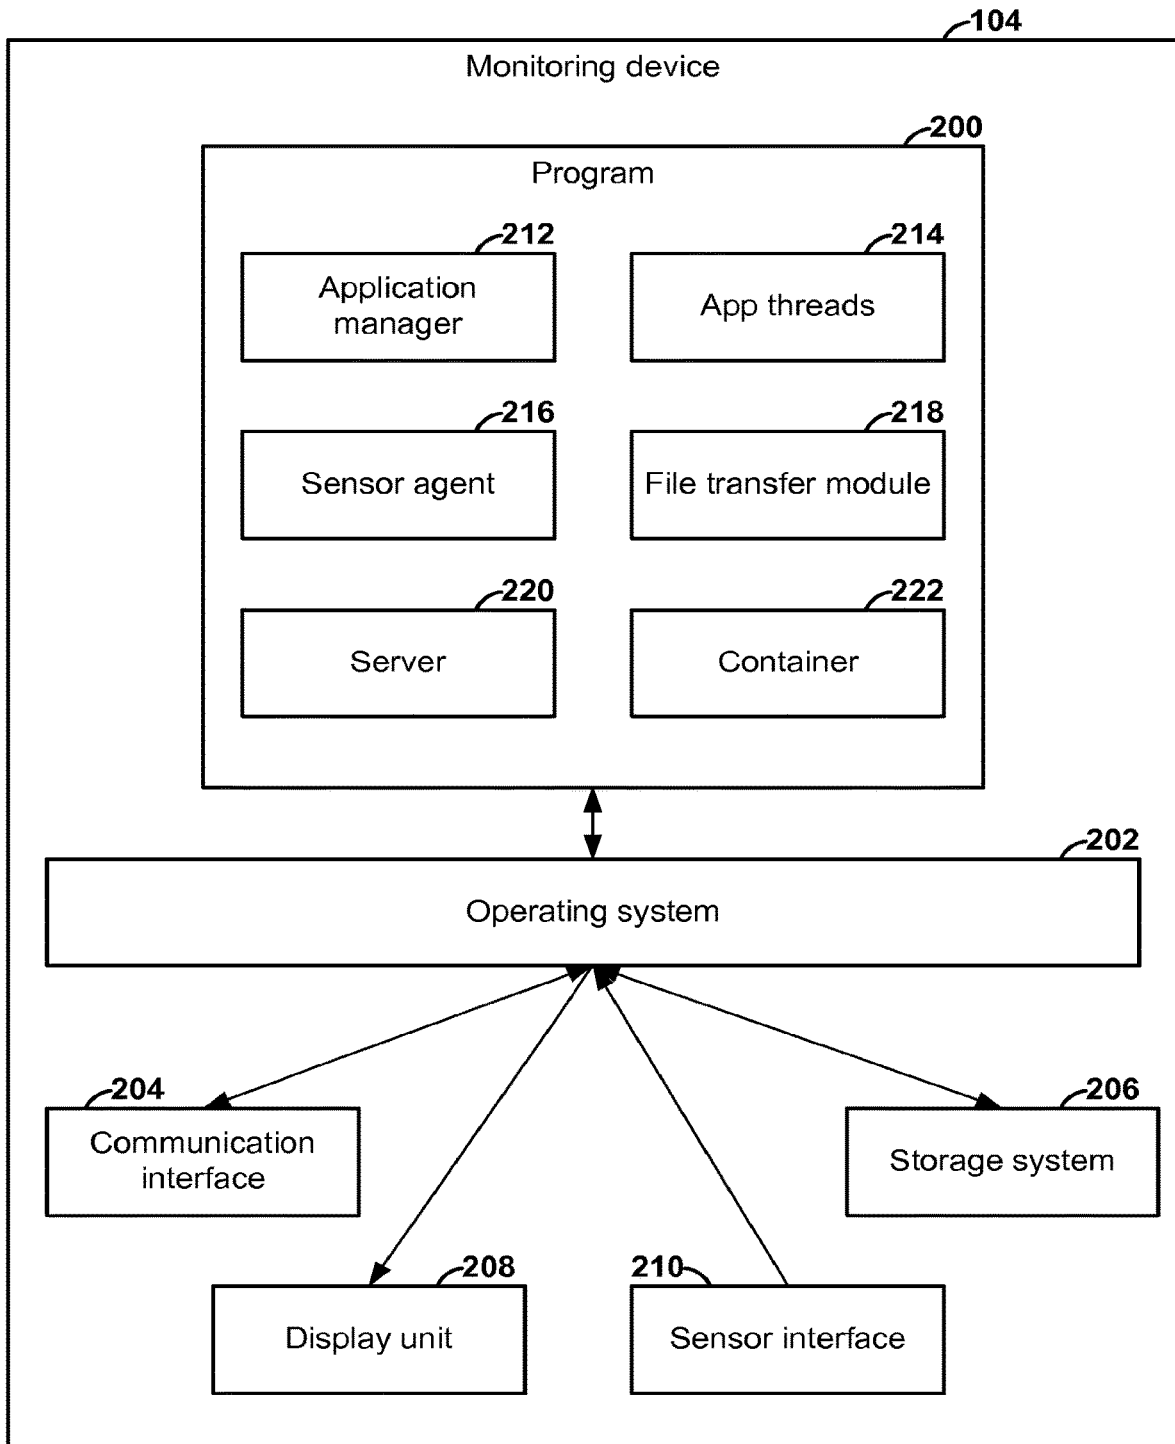 104
Monitoring device
200
Program
212
214
Application
manager
App threads
216
218
Sensor agent
File transfer module
220
222
Server
Container
202
Operating system
204
206
Communication
interface
Storage system
208
210
Display unit
Sensor interface